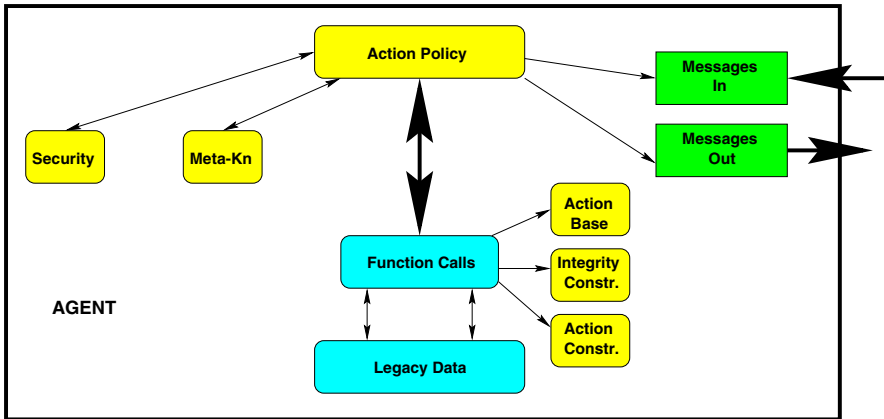 Action Policy
Messages
In
Security
Meta-Kn
Messages
Out
Action
Base
Function Calls
Integrity
Constr.
AGENT
Action
Constr.
Legacy Data